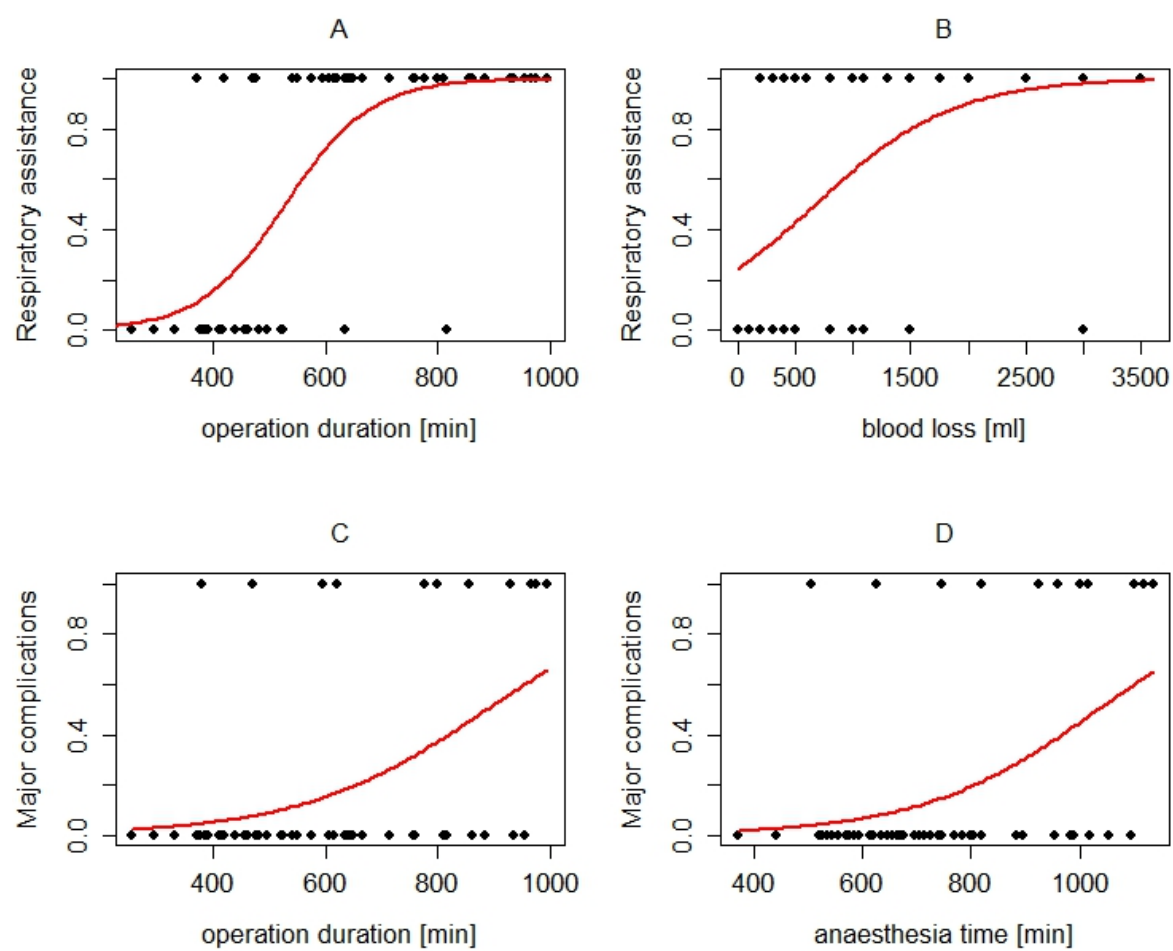 A
Respiratory assistance
0.0 0.4 0.8
400 600 800 1000
operation duration [min]
B
Respiratory assistance
0.0 0.4 0.8
0 500 1500 2500 3500
blood loss [ml]
C
Major complications
0.0 0.4 0.8
400 600 800 1000
operation duration [min]
D
Major complications
0.0 0.4 0.8
400 600 800 1000
anaesthesia time [min]